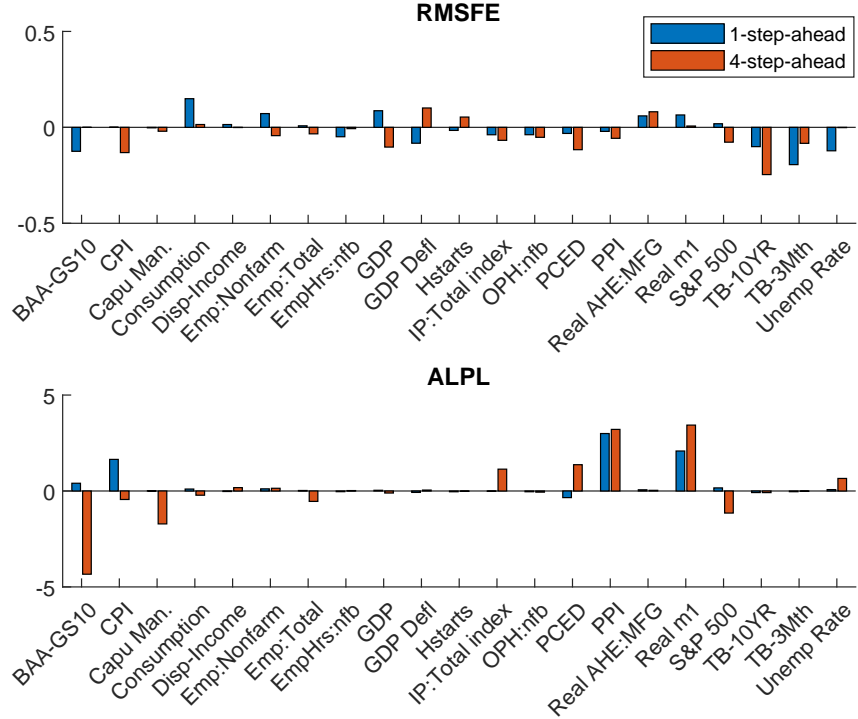 RMSFE
1-step-ahead
4-step-ahead
0.5
0
-0.5
BAA-GS10
CPI
Capu Man.
Consumption
Disp-Income
Emp:Nonfarm
Emp:Total
EmpHrs:nfb
GDP
GDP Defl
Hstarts
IP:Total index
OPH:nfb
PCED
PPI
Real AHE:MFG
Real m1
S&P 500
TB-10YR
TB-3Mth
Unemp Rate
ALPL
5
0
-5
BAA-GS10
CPI
Capu Man.
Consumption
Disp-Income
Emp:Nonfarm
Emp:Total
EmpHrs:nfb
GDP
GDP Defl
Hstarts
IP:Total index
OPH:nfb
PCED
PPI
Real AHE:MFG
Real m1
S&P 500
TB-10YR
TB-3Mth
Unemp Rate